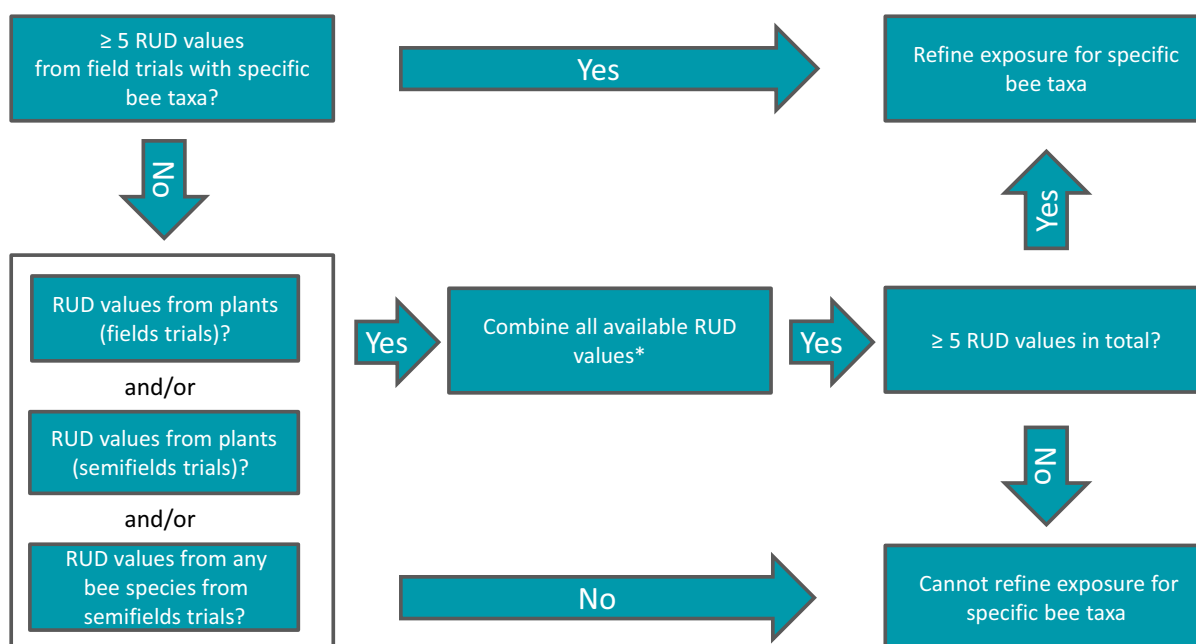 ≥ 5 RUD values
from field trials with specific
bee taxa?
Yes
Refine exposure for specific
bee taxa
No
Yes
RUD values from plants
(fields trials)?
and/or
RUD values from plants
(semifields trials)?
and/or
RUD values from any
bee species from
semifields trials?
Yes
Combine all available RUD
values*
Yes
≥ 5 RUD values in total?
No
No
Cannot refine exposure for
specific bee taxa